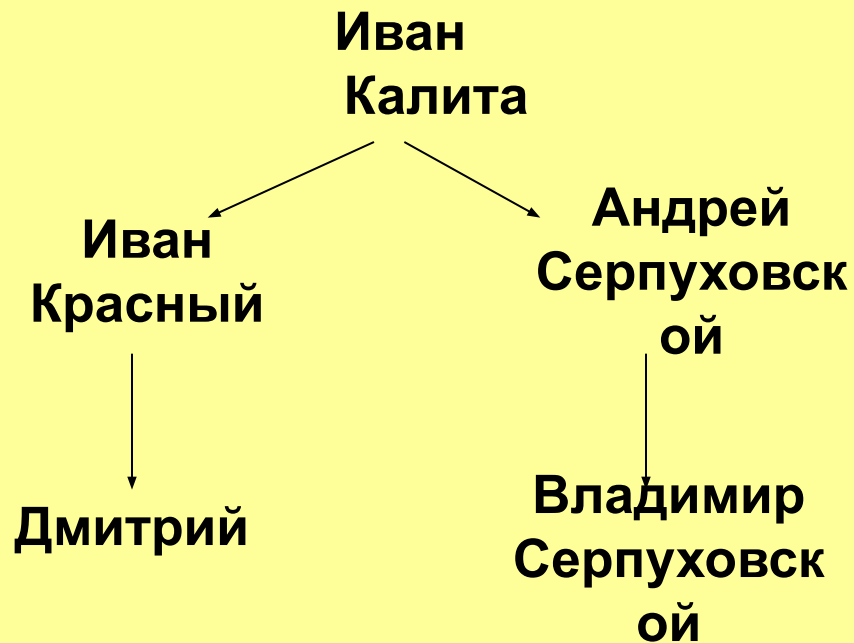 Иван
Калита
Иван
Красный
Андрей
Серпуховск
ой
Дмитрий
Владимир
Серпуховск
ой